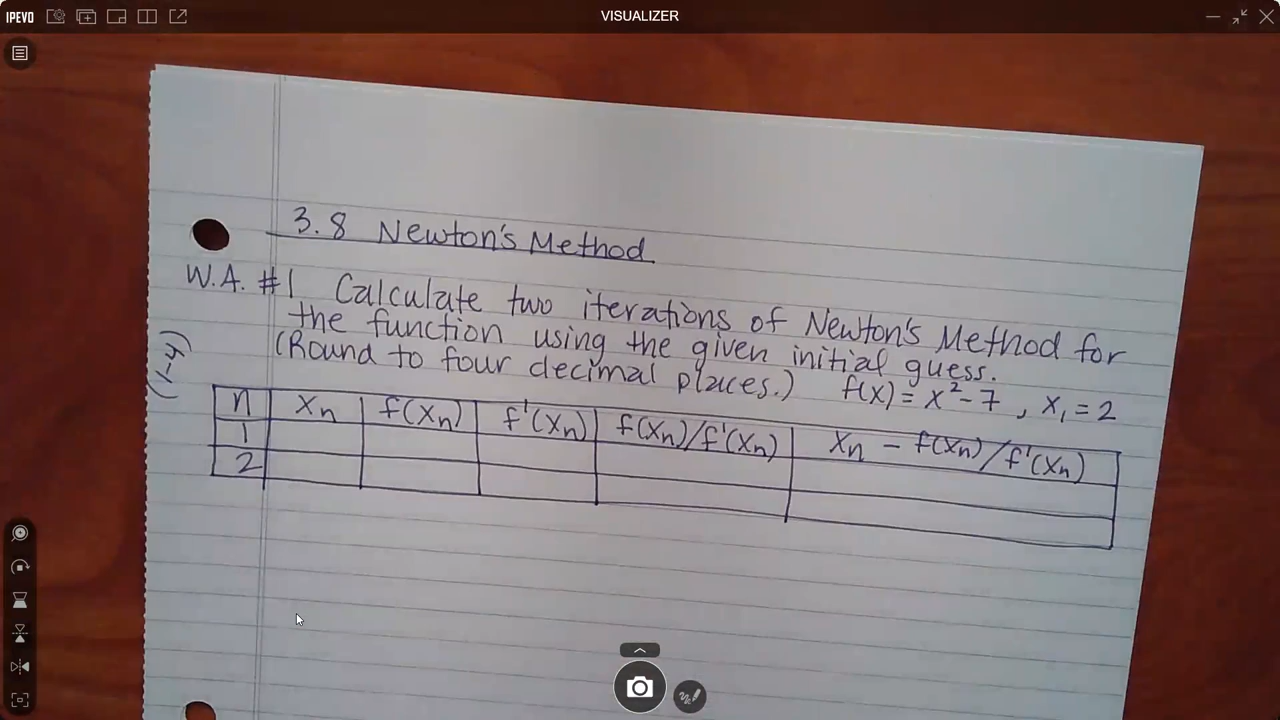 IPEVO
VISUALIZER
3.8 Newton's Method
W.A. #1 Calculate two iterations of Newton's Method for
the function using the given initial guess.
(Round to four decimal places.) f(x) = x² - 7 , x₁ = 2
(1-4)
n xₙ f(xₙ) f'(xₙ) f(xₙ)/f'(xₙ) xₙ - f(xₙ)/f'(xₙ)
1
2